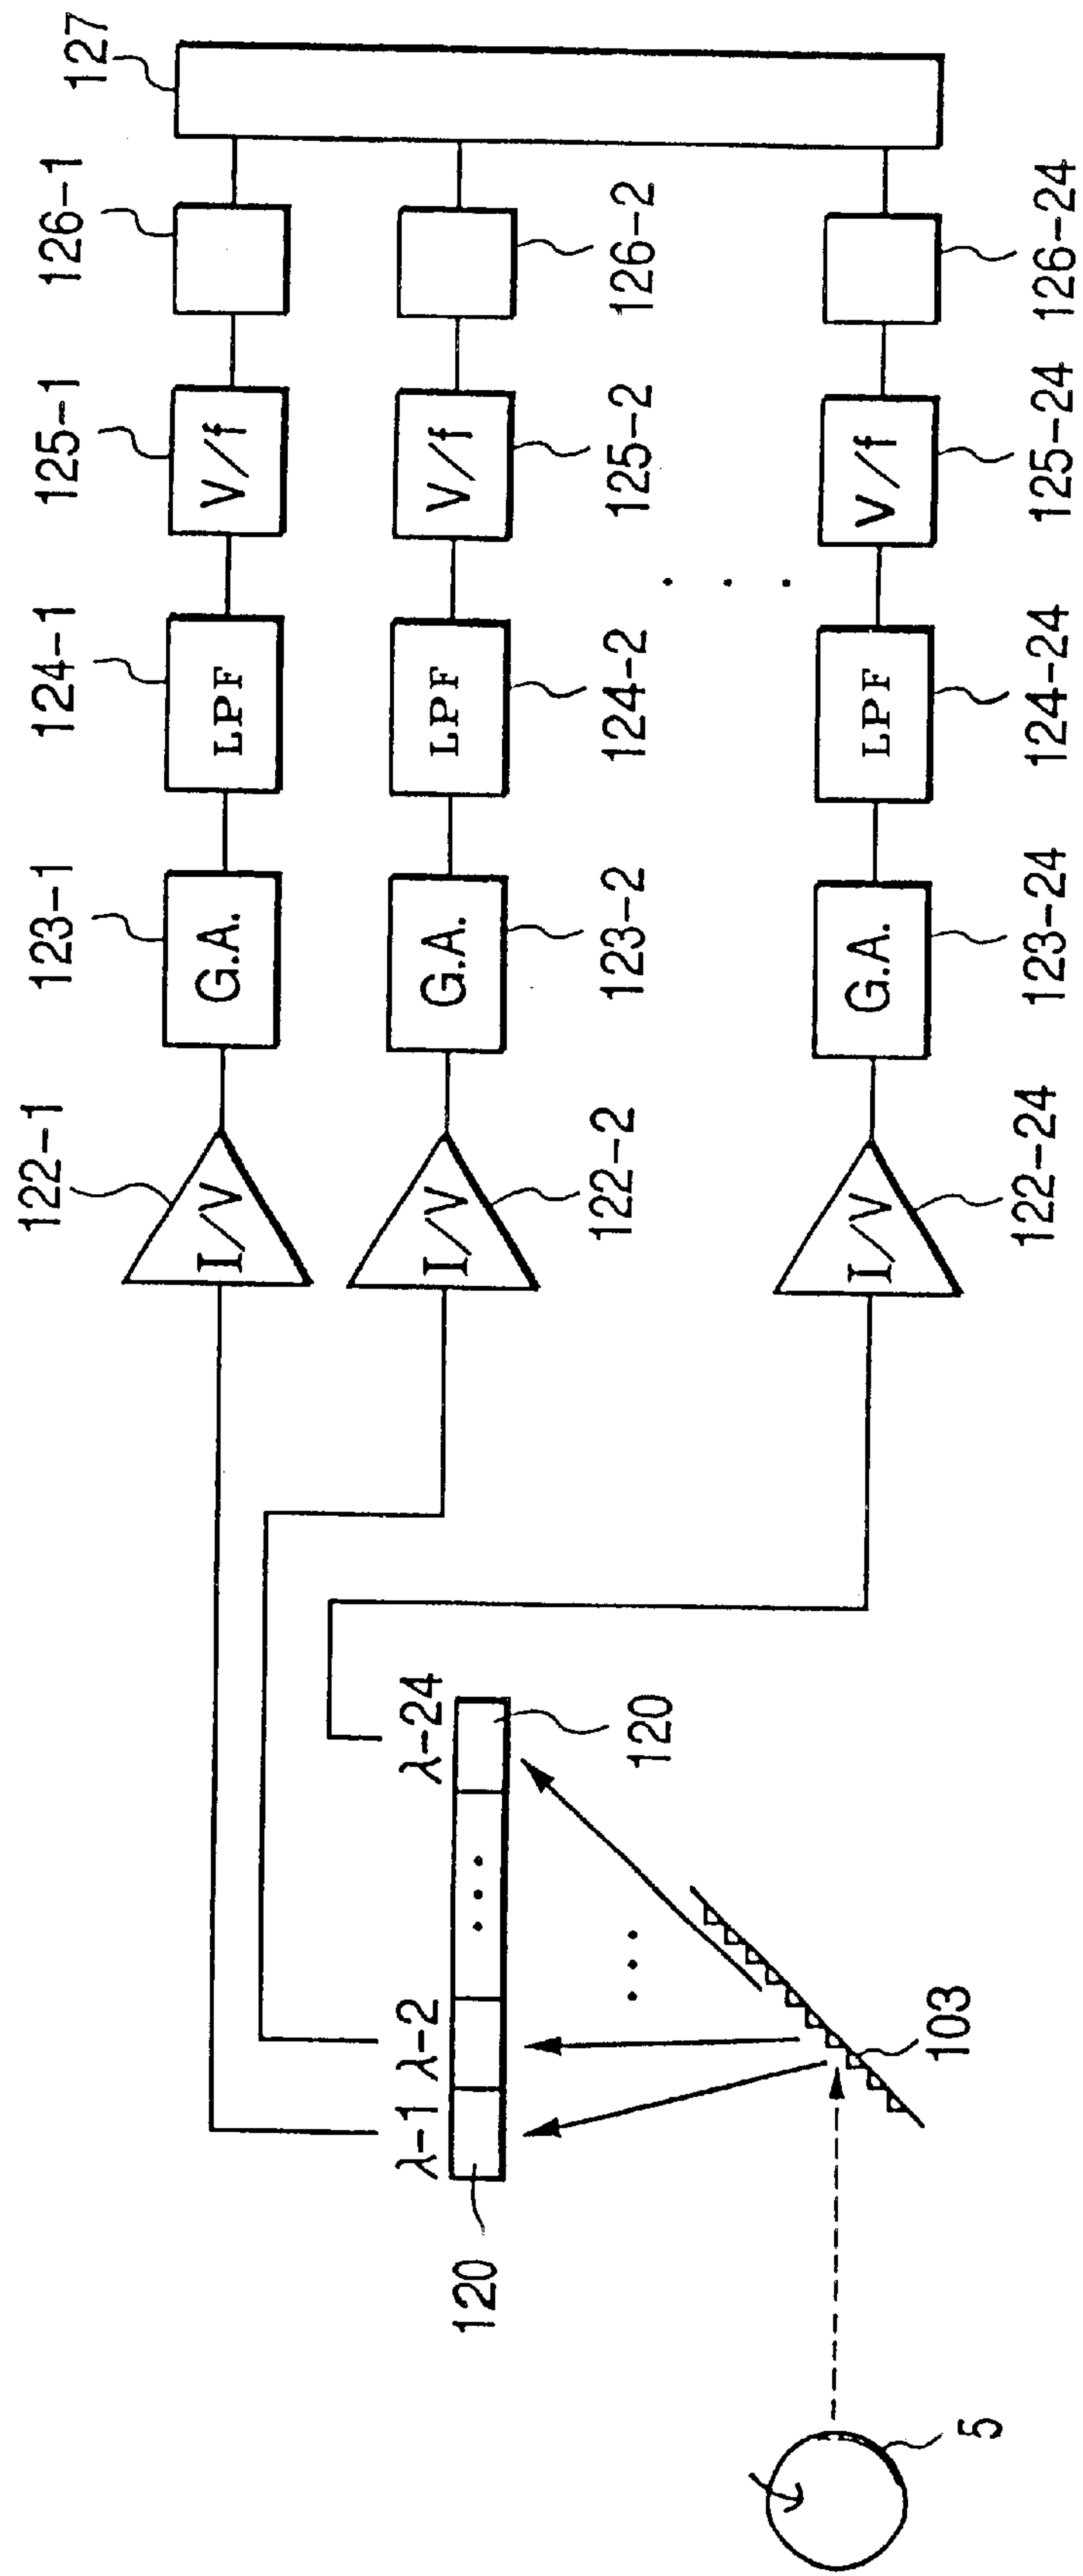 122-1
123-1
124-1
125-1
126-1
127
I/V
G.A.
LPF
V/f
I/V
G.A.
LPF
V/f
122-2
123-2
124-2
125-2
126-2
. . .
I/V
G.A.
LPF
V/f
122-24
123-24
124-24
125-24
126-24
λ-1
λ-2
λ-24
120
...
120
...
103
5